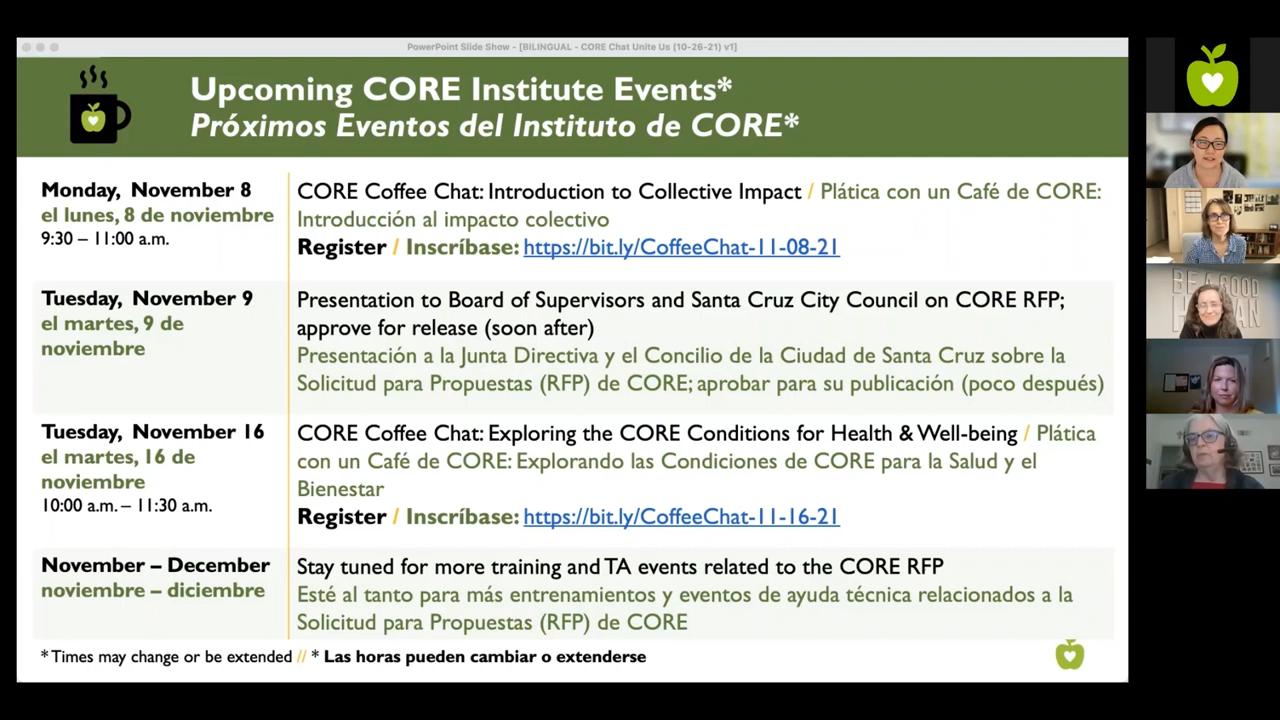 PowerPoint Slide Show - [BILINGUAL - CORE Chat Unite Us (10-26-21) v1]
Upcoming CORE Institute Events*
Próximos Eventos del Instituto de CORE*
Monday, November 8
el lunes, 8 de noviembre
9:30 – 11:00 a.m.
CORE Coffee Chat: Introduction to Collective Impact / Plática con un Café de CORE:
Introducción al impacto colectivo
Register / Inscríbase: https://bit.ly/CoffeeChat-11-08-21
Tuesday, November 9
el martes, 9 de
noviembre
Presentation to Board of Supervisors and Santa Cruz City Council on CORE RFP;
approve for release (soon after)
Presentación a la Junta Directiva y el Concilio de la Ciudad de Santa Cruz sobre la
Solicitud para Propuestas (RFP) de CORE; aprobar para su publicación (poco después)
Tuesday, November 16
el martes, 16 de
noviembre
10:00 a.m. – 11:30 a.m.
CORE Coffee Chat: Exploring the CORE Conditions for Health & Well-being / Plática
con un Café de CORE: Explorando las Condiciones de CORE para la Salud y el
Bienestar
Register / Inscríbase: https://bit.ly/CoffeeChat-11-16-21
November – December
noviembre – diciembre
Stay tuned for more training and TA events related to the CORE RFP
Esté al tanto para más entrenamientos y eventos de ayuda técnica relacionados a la
Solicitud para Propuestas (RFP) de CORE
* Times may change or be extended // * Las horas pueden cambiar o extenderse
BE A GOOD